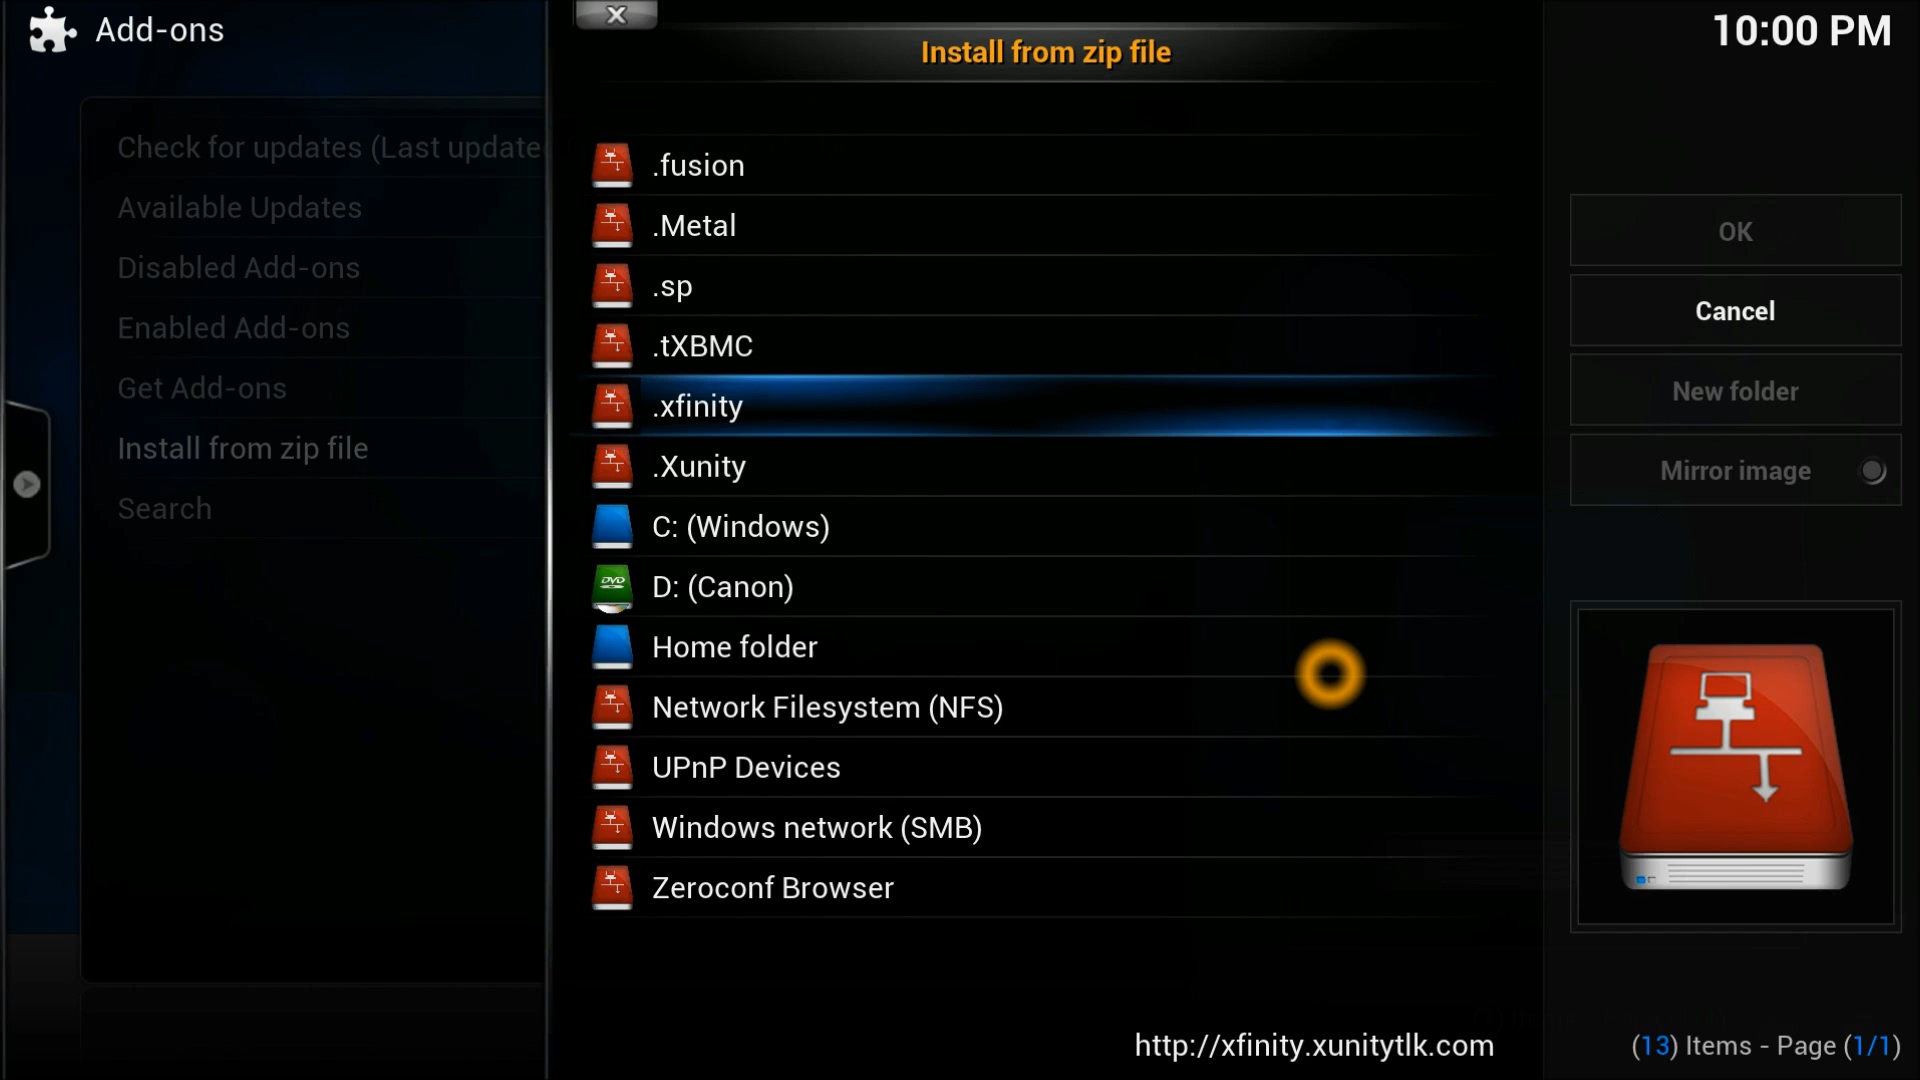 Add-ons
X
Install from zip file
10:00 PM
Check for updates (Last update
Available Updates
Disabled Add-ons
Enabled Add-ons
Get Add-ons
Install from zip file
Search
.fusion
.Metal
.sp
.tXBMC
.xfinity
.Xunity
C: (Windows)
DVD
D: (Canon)
Home folder
Network Filesystem (NFS)
UPnP Devices
Windows network (SMB)
Zeroconf Browser
OK
Cancel
New folder
Mirror image
http://xfinity.xunitytlk.com
(13) Items - Page (1/1)